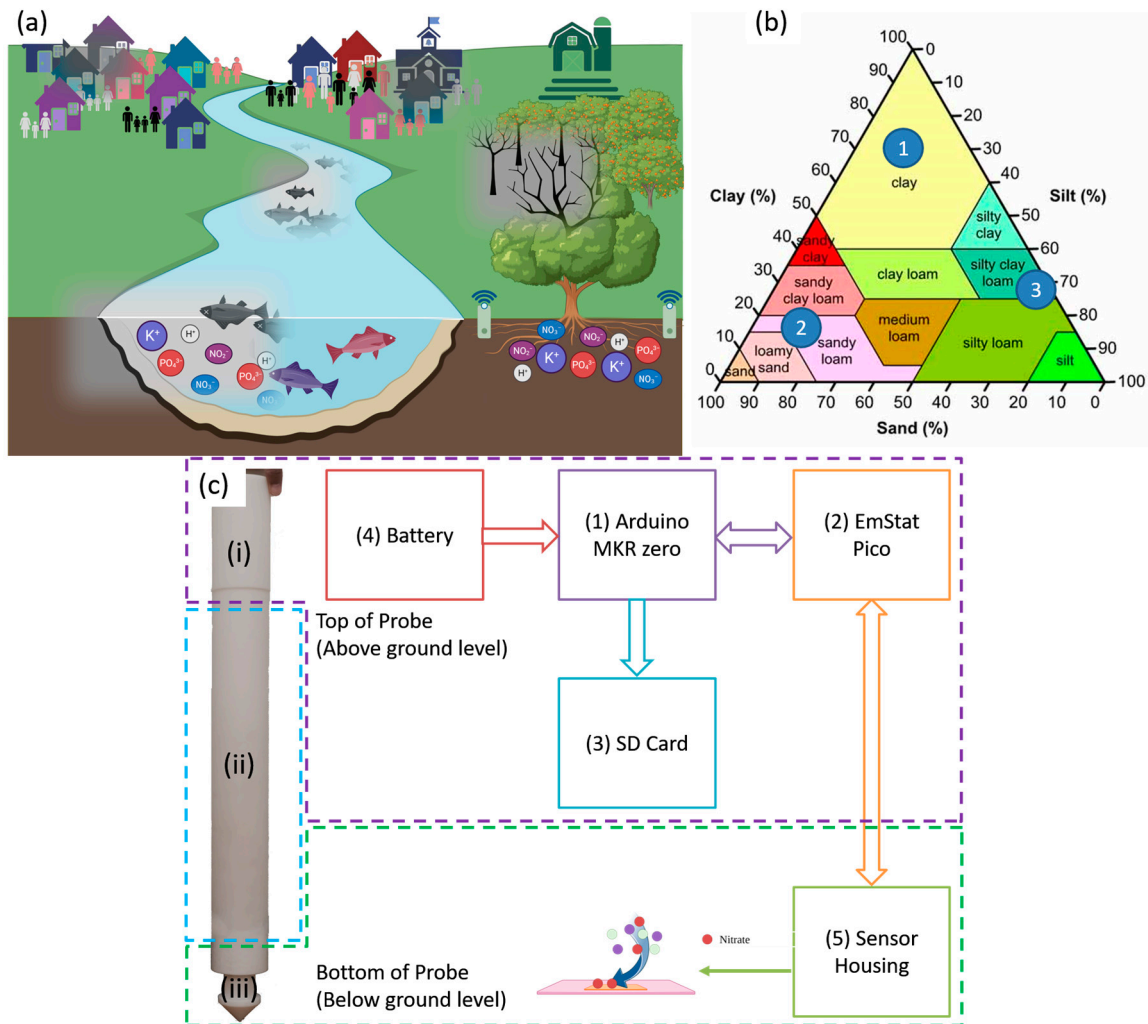 (a)
K⁺
H⁺
NO₂⁻
PO₄³⁻
H⁺
PO₄³⁻
NO₃⁻
NO₃⁻
NO₃⁻
NO₂⁻
NO₂⁻
H⁺
PO₄³⁻
K⁺
PO₄³⁻
K⁺
H⁺
NO₃⁻
(b)
100
0
90
10
80
20
70
30
60
40
50
50
40
60
30
70
20
80
10
90
0
100
Clay (%)
Silt (%)
1
clay
silty
clay
sandy
clay
clay loam
silty clay
loam
3
sandy
clay loam
2
medium
loam
sandy
loam
silty loam
loamy
sand
sand
silt
100 90 80 70 60 50 40 30 20 10 0
Sand (%)
(c)
(i)
(ii)
(iii)
(4) Battery
(1) Arduino
MKR zero
(2) EmStat
Pico
Top of Probe
(Above ground level)
(3) SD Card
Nitrate
(5) Sensor
Housing
Bottom of Probe
(Below ground level)